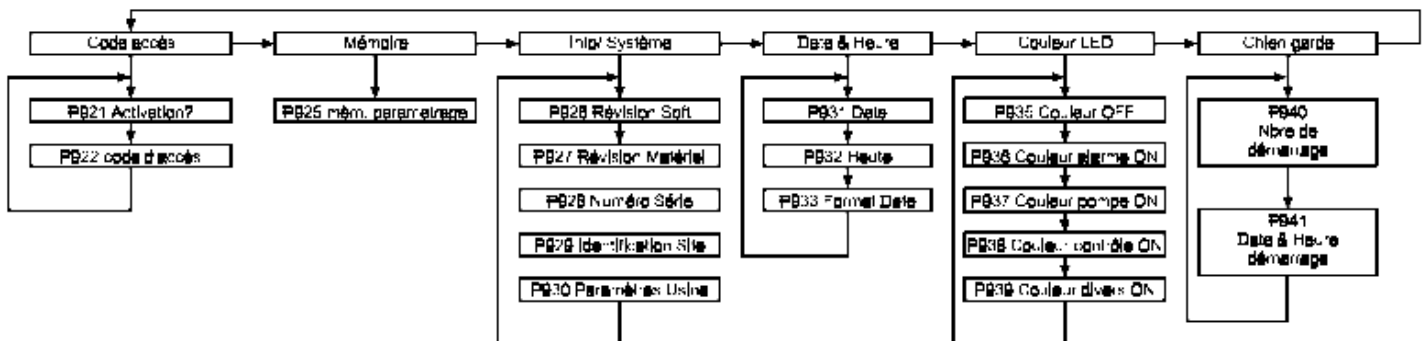 Code accès
Mémoire
Info/ Système
Date & Heure
Couleur LED
Chien garde
P921 Activation?
P922 code d'accès
P925 mém. parametrage
P926 Révision Soft.
P927 Révision Matériel
P928 Numéro Série
P929 Identification Site
P930 Paramètres Usine
P931 Date
P932 Heure
P933 Format Date
P935 Couleur OFF
P936 Couleur alarme ON
P937 Couleur pompe ON
P938 Couleur contrôle ON
P939 Couleur divers ON
P940
Nbre de
démarrage
P941
Date & Heure
démarrage